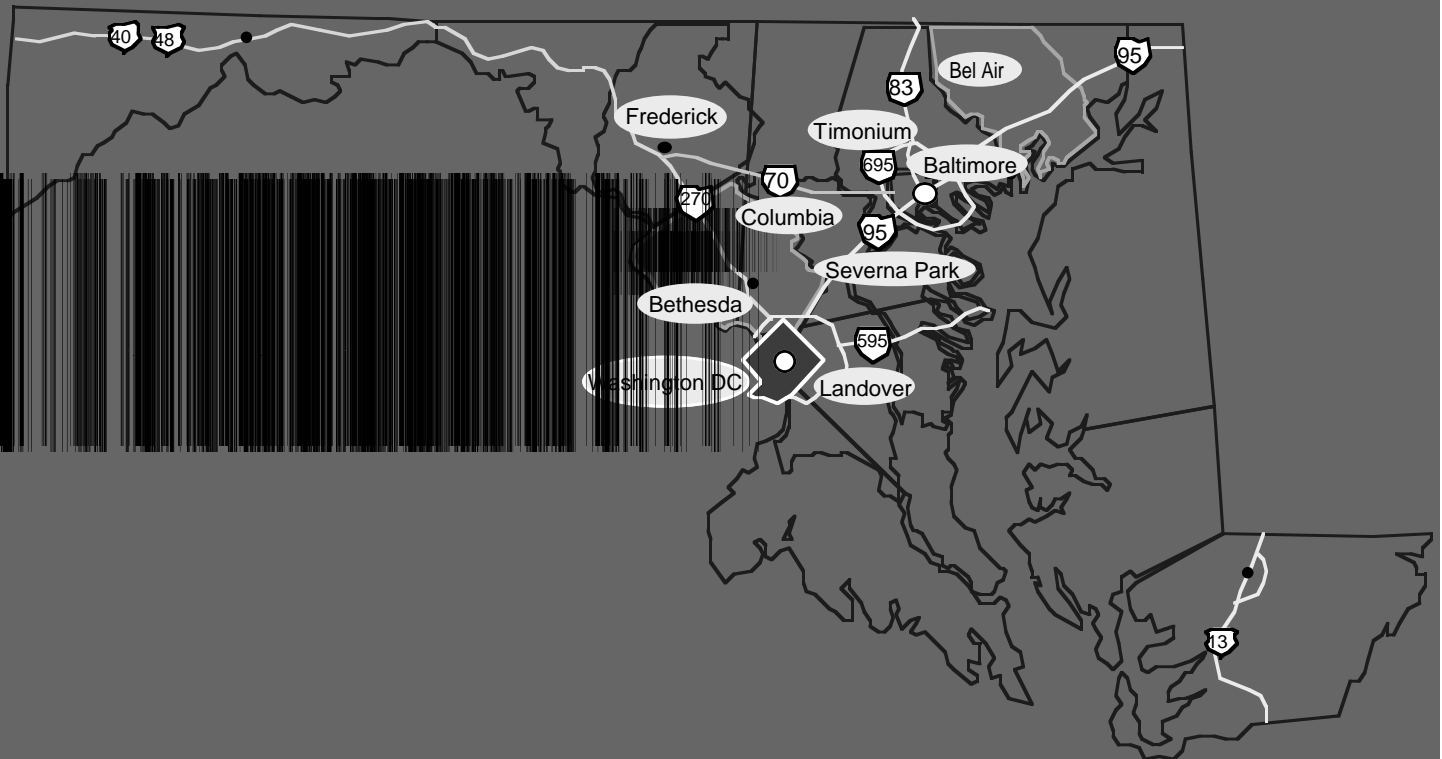 40
48
95
Bel Air
83
Frederick
Timonium
695
Baltimore
70
270
Columbia
95
Severna Park
Bethesda
595
Washington DC
Landover
13